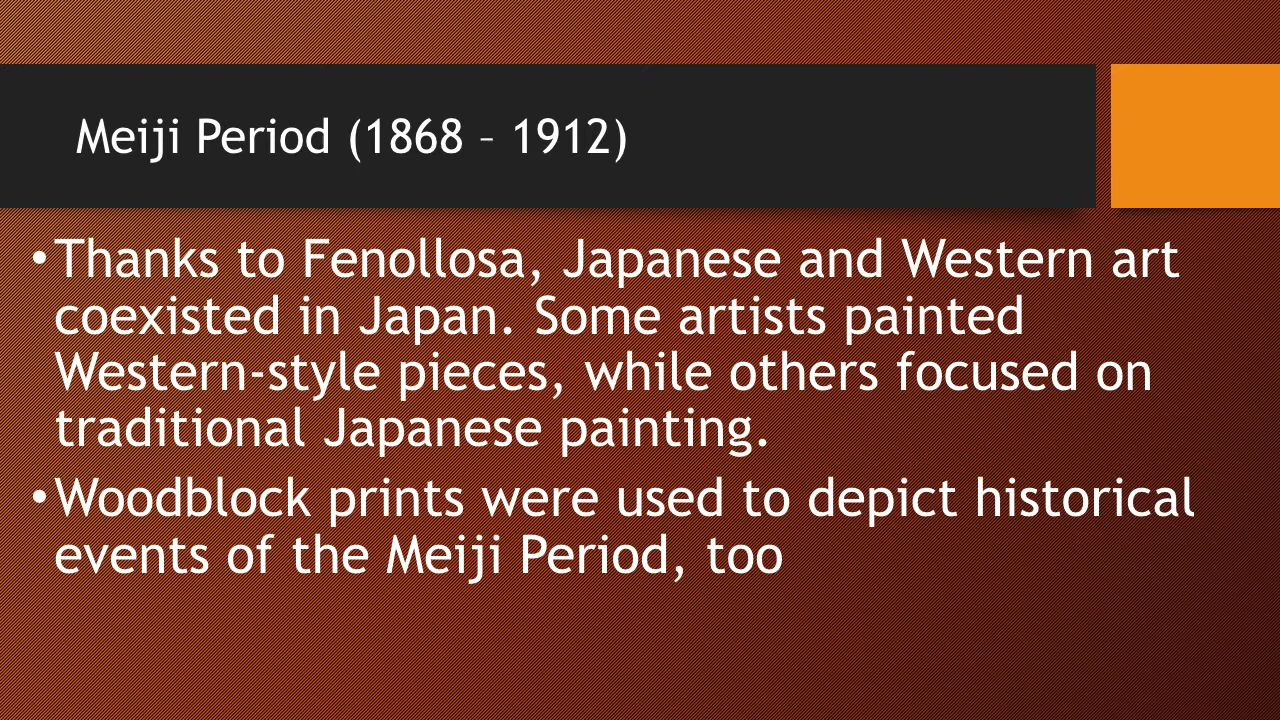 Meiji Period (1868 – 1912)
•Thanks to Fenollosa, Japanese and Western art
coexisted in Japan. Some artists painted
Western-style pieces, while others focused on
traditional Japanese painting.
•Woodblock prints were used to depict historical
events of the Meiji Period, too